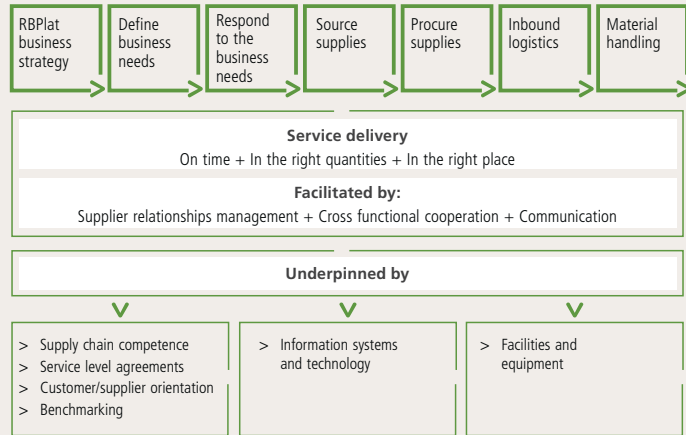 RBPlat
business
strategy
Define
business
needs
Respond
to the
business
needs
Source
supplies
Procure
supplies
Inbound
logistics
Material
handling
Service delivery
On time + In the right quantities + In the right place
Facilitated by:
Supplier relationships management + Cross functional cooperation + Communication
Underpinned by
> Supply chain competence
> Service level agreements
> Customer/supplier orientation
> Benchmarking
> Information systems
and technology
> Facilities and
equipment